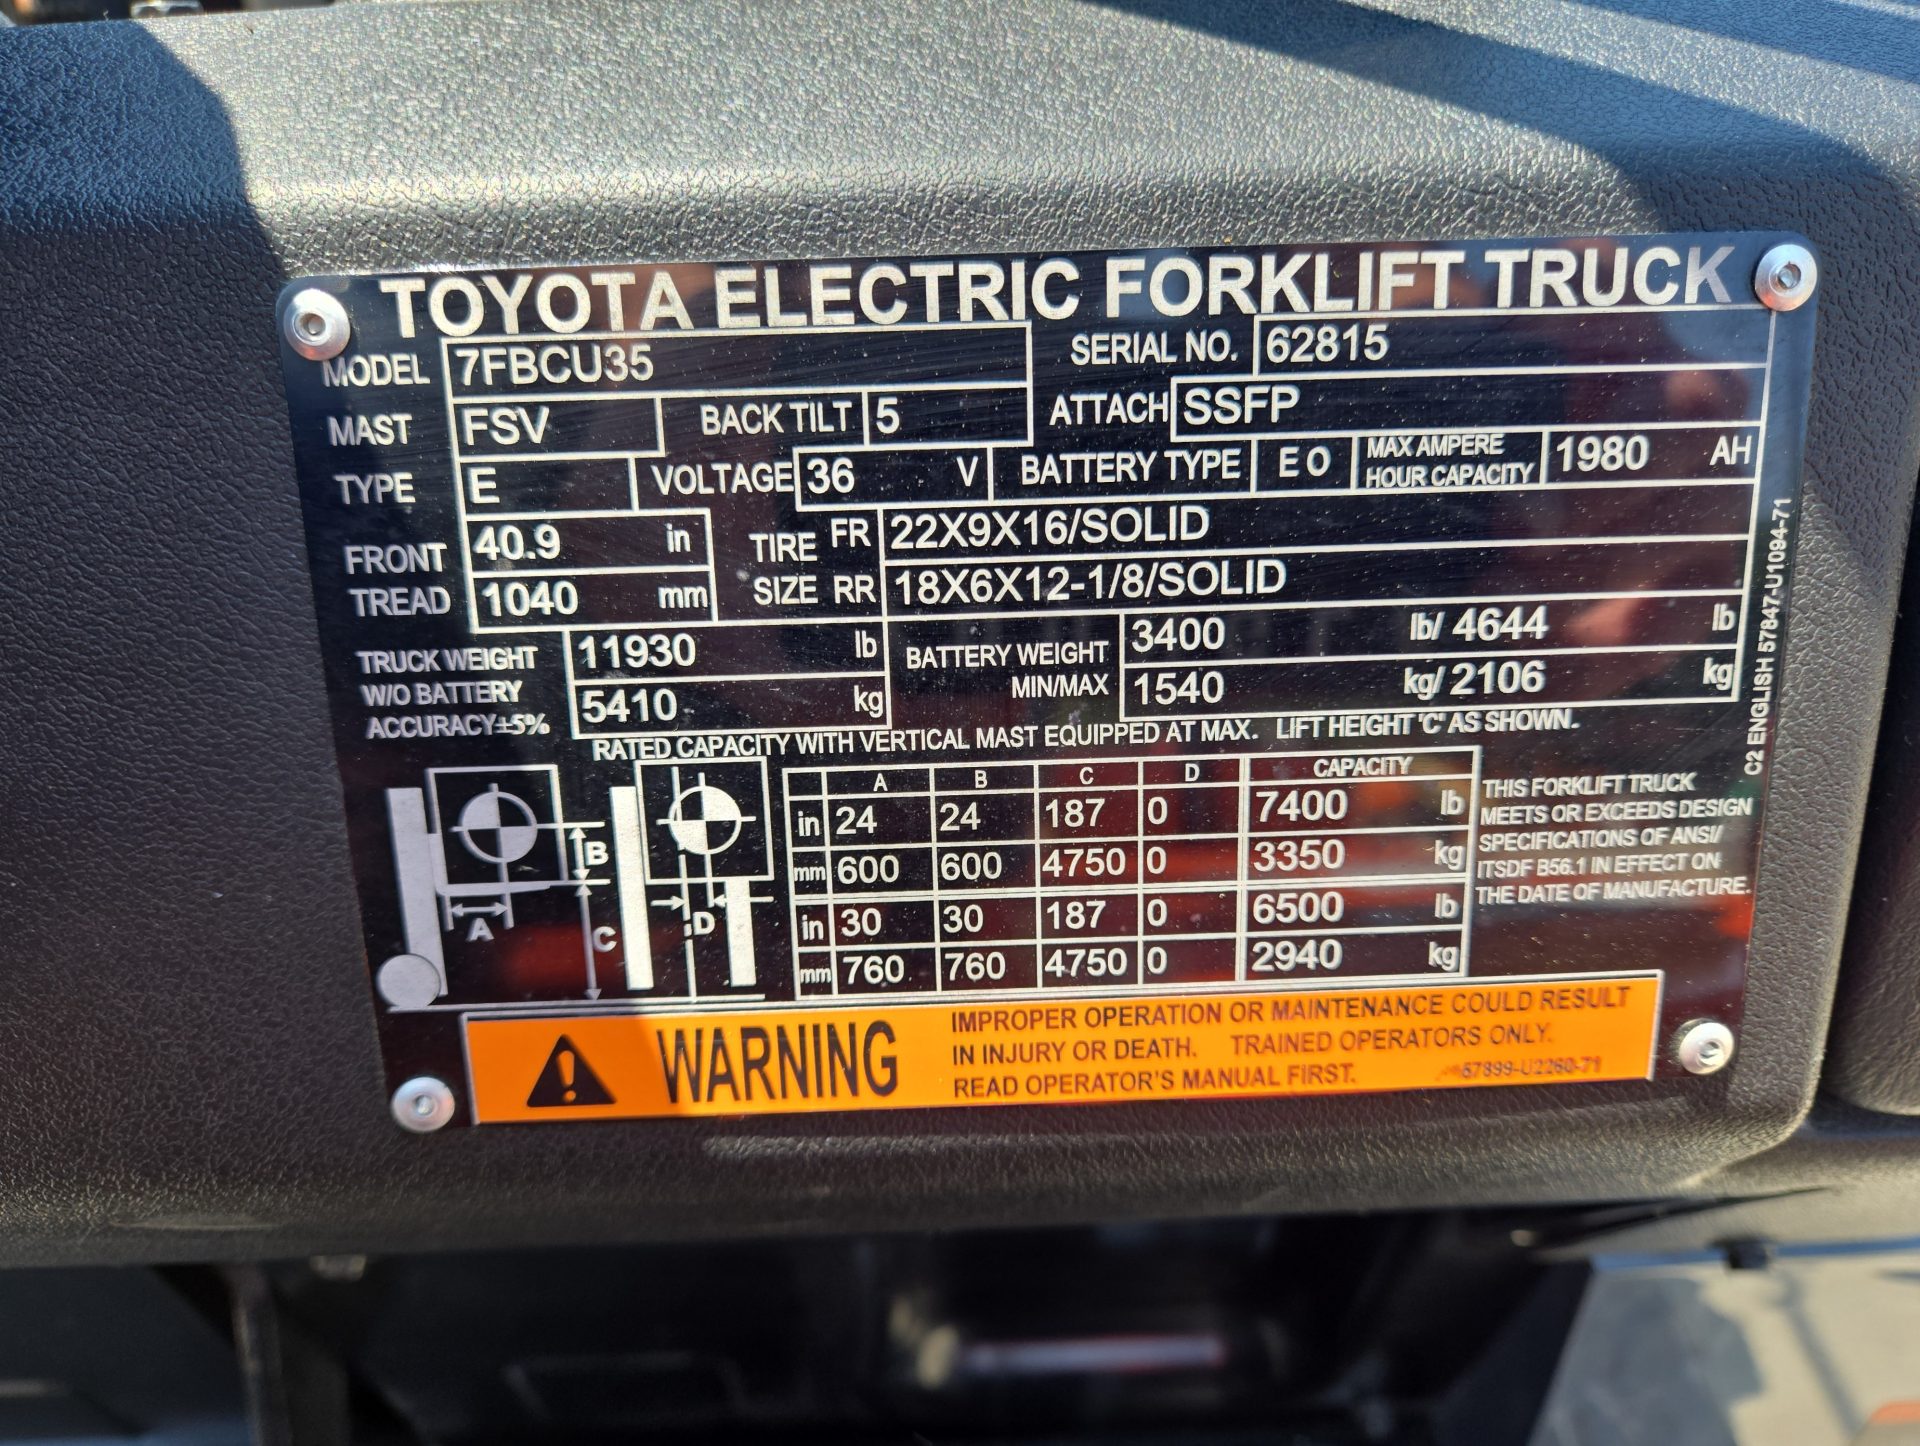 TOYOTA ELECTRIC FORKLIFT TRUCK
MODEL 7FBCU35 SERIAL NO. 62815
MAST FSV BACK TILT 5 ATTACH SSFP
TYPE E VOLTAGE 36 V BATTERY TYPE E O MAX AMPERE HOUR CAPACITY 1980 AH
FRONT TREAD 40.9 in TIRE SIZE FR 22X9X16/SOLID
1040 mm RR 18X6X12-1/8/SOLID
TRUCK WEIGHT W/O BATTERY ACCURACY±5% 11930 lb BATTERY WEIGHT MIN/MAX 3400 lb/ 4644 lb
5410 kg 1540 kg/ 2106 kg
RATED CAPACITY WITH VERTICAL MAST EQUIPPED AT MAX. LIFT HEIGHT 'C' AS SHOWN.
A B C D
A B C D CAPACITY
in 24 24 187 0 7400 lb
mm 600 600 4750 0 3350 kg
in 30 30 187 0 6500 lb
mm 760 760 4750 0 2940 kg
THIS FORKLIFT TRUCK
MEETS OR EXCEEDS DESIGN
SPECIFICATIONS OF ANSI/
ITSDF B56.1 IN EFFECT ON
THE DATE OF MANUFACTURE.
C2 ENGLISH 57847-U1094-71
WARNING
IMPROPER OPERATION OR MAINTENANCE COULD RESULT
IN INJURY OR DEATH. TRAINED OPERATORS ONLY.
READ OPERATOR'S MANUAL FIRST. 57899-U2260-71